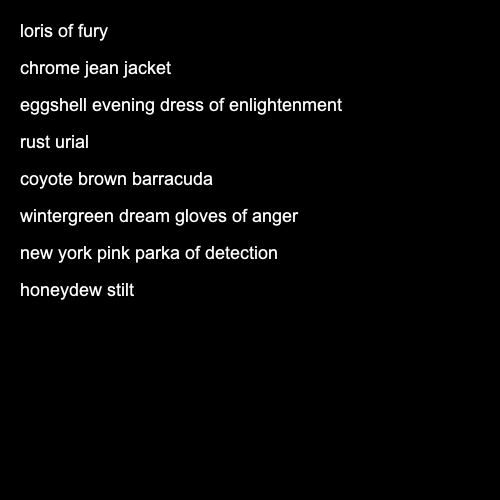 loris of fury
chrome jean jacket
eggshell evening dress of enlightenment
rust urial
coyote brown barracuda
wintergreen dream gloves of anger
new york pink parka of detection
honeydew stilt